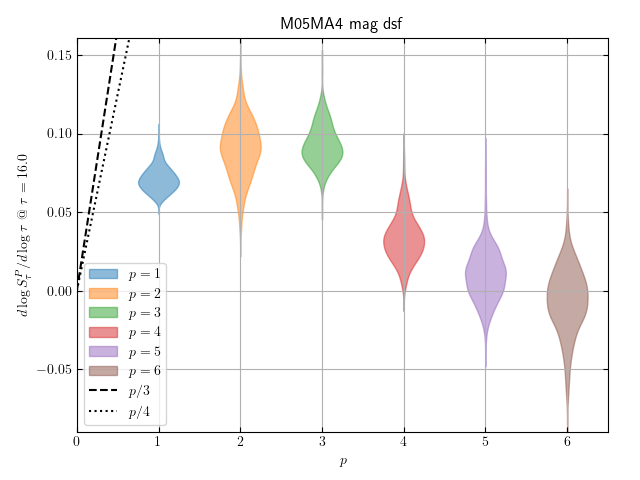 M05MA4 mag dsf
d log S_τ^P / d log τ @ τ = 16.0
0.15
0.10
0.05
0.00
−0.05
p = 1
p = 2
p = 3
p = 4
p = 5
p = 6
p/3
p/4
0 1 2 3 4 5 6
p